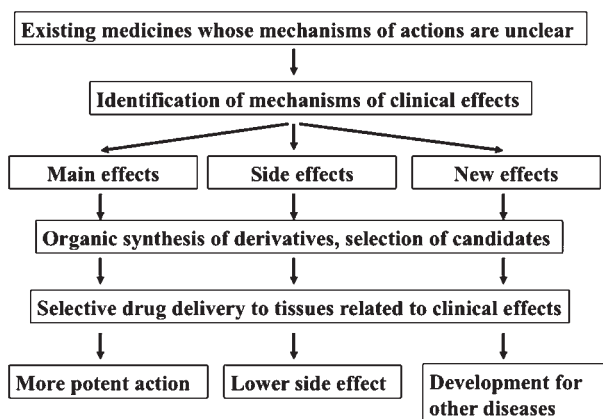 Existing medicines whose mechanisms of actions are unclear
Identification of mechanisms of clinical effects
Main effects
Side effects
New effects
Organic synthesis of derivatives, selection of candidates
Selective drug delivery to tissues related to clinical effects
More potent action
Lower side effect
Development for
other diseases